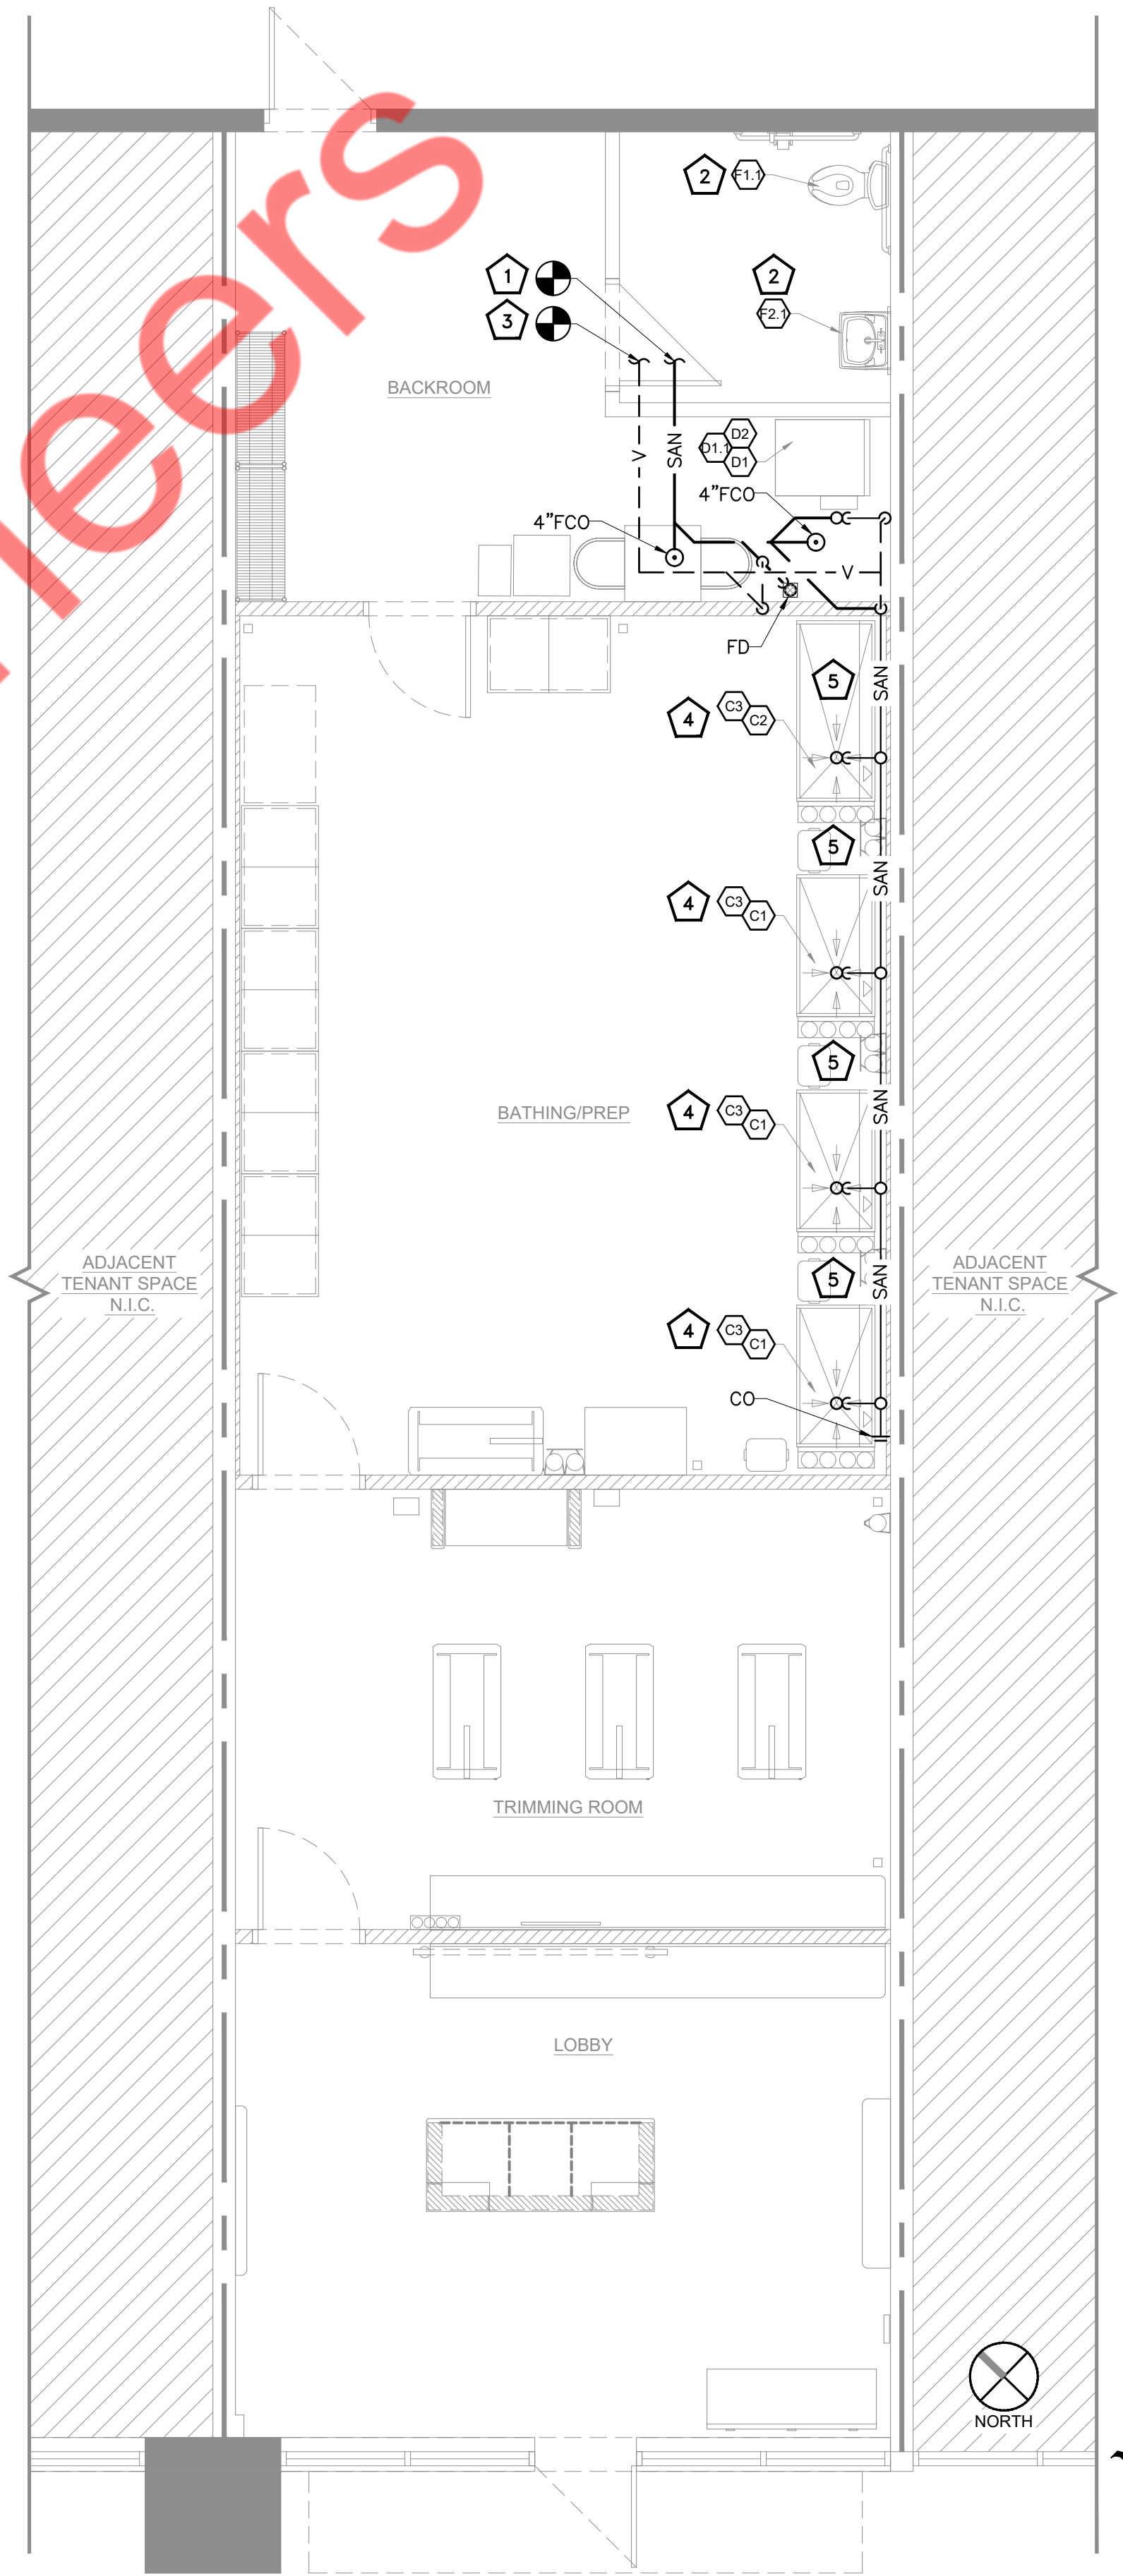 neers
2
F1.1
1
2
3
F2.1
BACKROOM
D2
D1.1
D1
V
SAN
4"FCO
4"FCO
V
FD
5
SAN
4
C3
C2
5
SAN
4
C3
C1
5
BATHING/PREP
4
C3
C1
SAN
ADJACENT
TENANT SPACE
N.I.C.
5
SAN
ADJACENT
TENANT SPACE
N.I.C.
4
C3
C1
CO
TRIMMING ROOM
LOBBY
NORTH